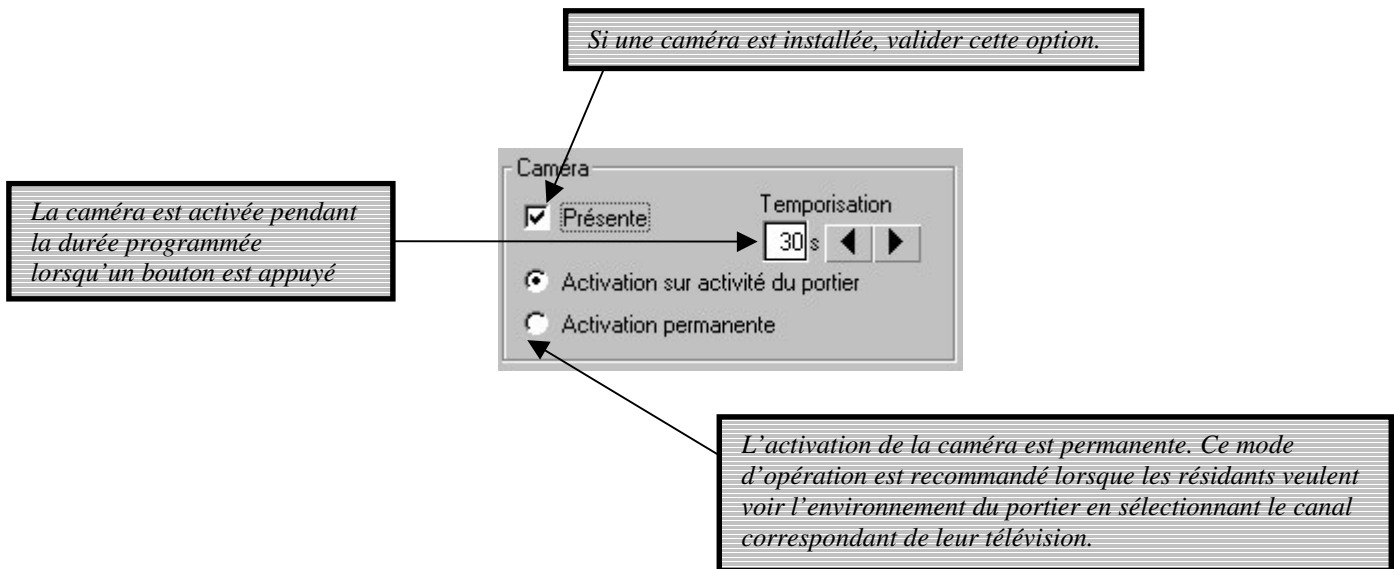 Si une caméra est installée, valider cette option.
Caméra
Présente
Temporisation
30 s
Activation sur activité du portier
Activation permanente
La caméra est activée pendant
la durée programmée
lorsqu’un bouton est appuyé
L’activation de la caméra est permanente. Ce mode
d’opération est recommandé lorsque les résidants veulent
voir l’environnement du portier en sélectionnant le canal
correspondant de leur télévision.